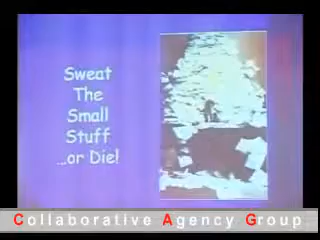 Sweat
The
Small
Stuff
...or Die!
Collaborative Agency Group